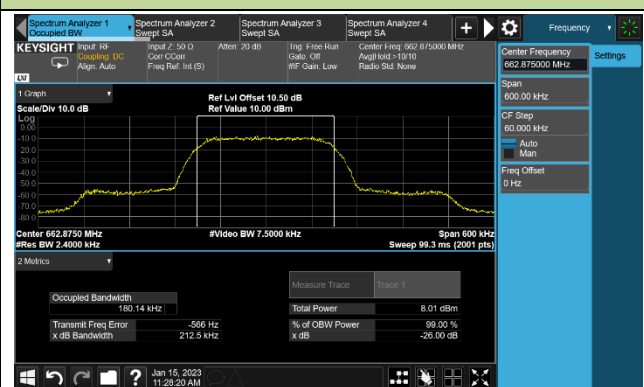 Spectrum Analyzer 1
Occupied BW
Spectrum Analyzer 2
Swept SA
Spectrum Analyzer 3
Swept SA
Spectrum Analyzer 4
Swept SA
Frequency
KEYSIGHT
Input: RF
Coupling: DC
Align: Auto
Input Z: 50 Ω
Corr CCorr
Freq Ref: Int (S)
Atten: 20 dB
Trig: Free Run
Gate: Off
#IF Gain: Low
Center Freq: 662.875000 MHz
Avg|Hold:>10/10
Radio Std: None
LXI
Center Frequency
662.875000 MHz
Settings
Span
600.00 kHz
CF Step
60.000 kHz
Auto
Man
Freq Offset
0 Hz
1 Graph
Scale/Div 10.0 dB
Ref Lvl Offset 10.50 dB
Ref Value 10.00 dBm
Log
0.00
-10.0
-20.0
-30.0
-40.0
-50.0
-60.0
-70.0
-80.0
Center 662.8750 MHz
#Res BW 2.4000 kHz
#Video BW 7.5000 kHz
Span 600 kHz
Sweep 99.3 ms (2001 pts)
2 Metrics
Measure Trace
Trace 1
Occupied Bandwidth
180.14 kHz
Total Power
8.01 dBm
Transmit Freq Error
-566 Hz
% of OBW Power
99.00 %
x dB Bandwidth
212.5 kHz
x dB
-26.00 dB
?
Jan 15, 2023
11:28:20 AM